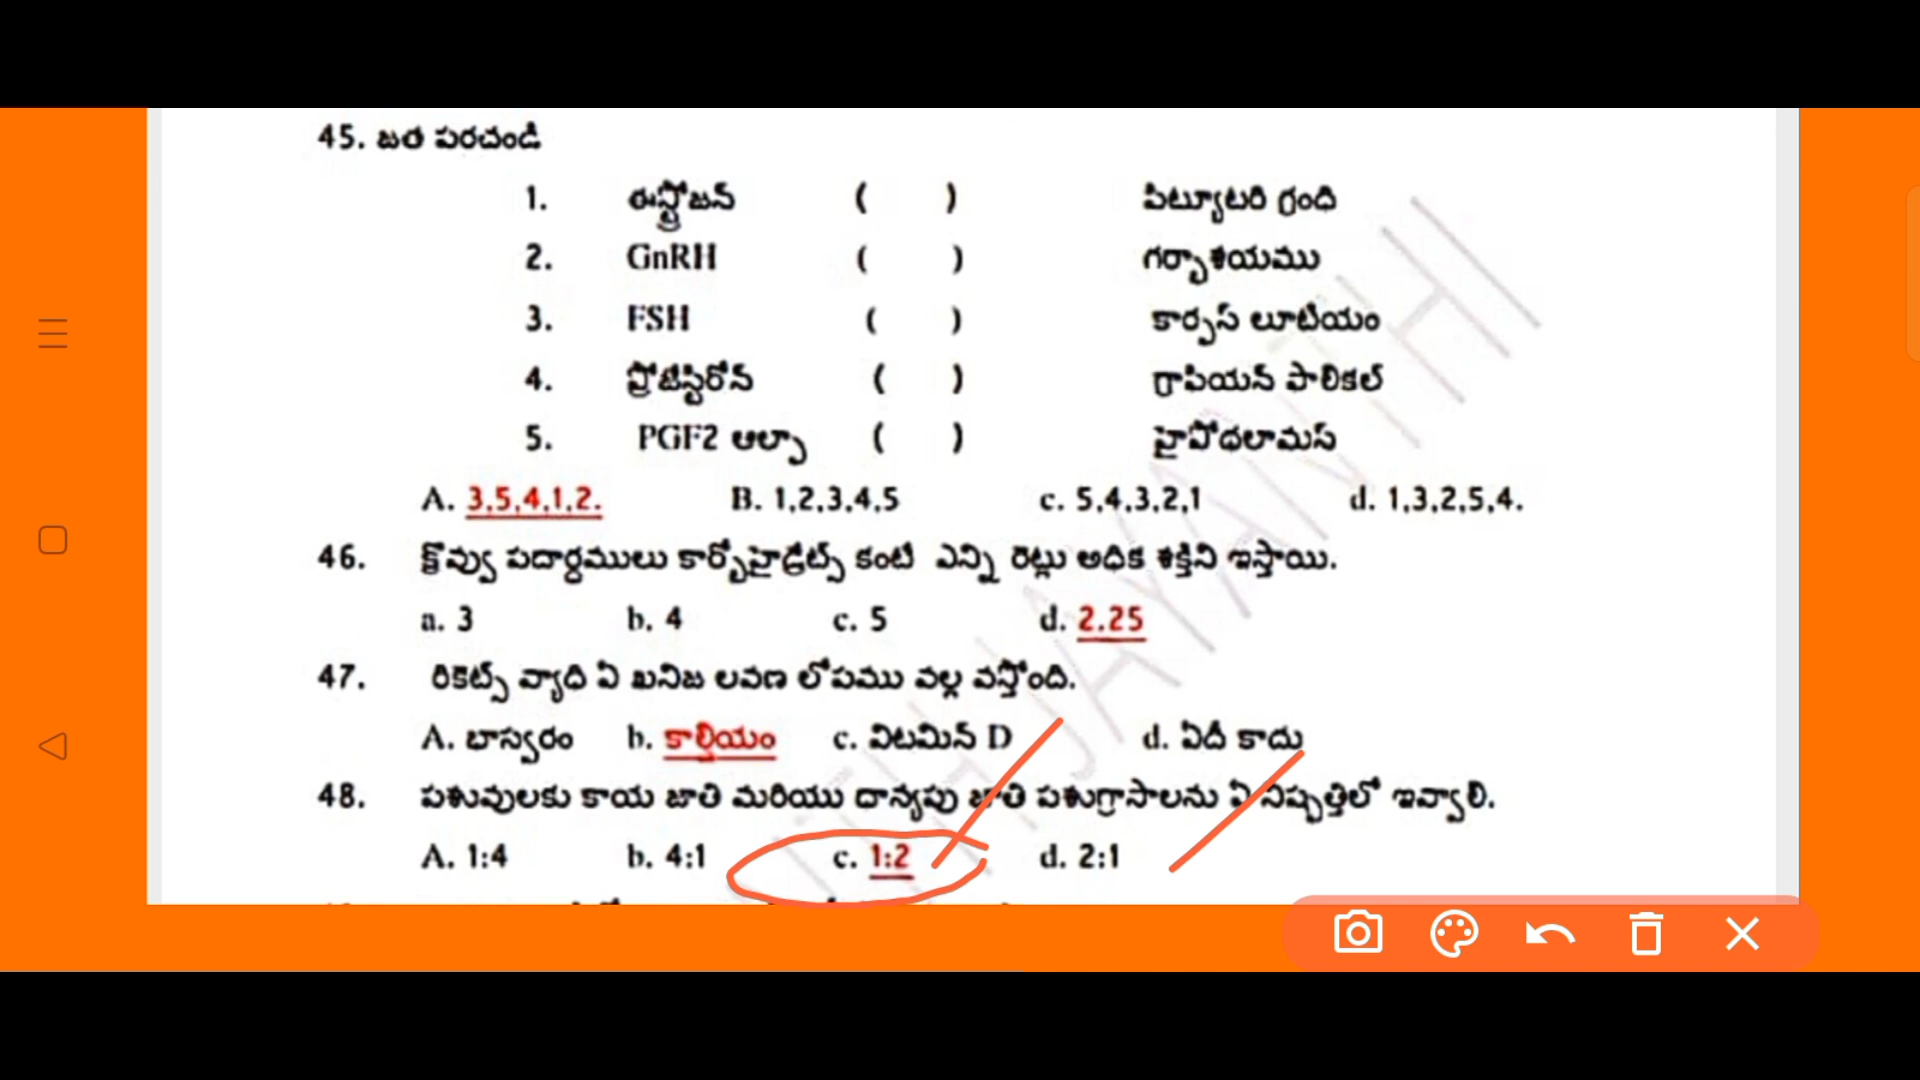 45. జత పరచండి
1. ఈస్ట్రోజన్ ( ) పిట్యూటరి గ్రంధి
2. GnRH ( ) గర్భాశయము
3. FSH ( ) కార్పస్ లూటియం
4. ప్రోజేస్టిరోన్ ( ) గ్రాపియన్ పాలికల్
5. PGF2 ఆల్ఫా ( ) హైపోథలామస్
A. 3,5,4,1,2. B. 1,2,3,4,5 c. 5,4,3,2,1 d. 1,3,2,5,4.
46. క్రొవ్వు పదార్థములు కార్బోహైడ్రేట్స్ కంటే ఎన్ని రెట్లు అధిక శక్తిని ఇస్తాయి.
a. 3 b. 4 c. 5 d. 2.25
47. రికెట్స్ వ్యాధి ఏ ఖనిజ లవణ లోపము వల్ల వస్తోంది.
A. భాస్వరం b. కాల్షియం c. విటమిన్ D d. ఏదీ కాదు
48. పశువులకు కాయ జాతి మరియు దాన్యపు జాతి పశుగ్రాసాలను ఏ నిష్పత్తిలో ఇవ్వాలి.
A. 1:4 b. 4:1 c. 1:2 d. 2:1